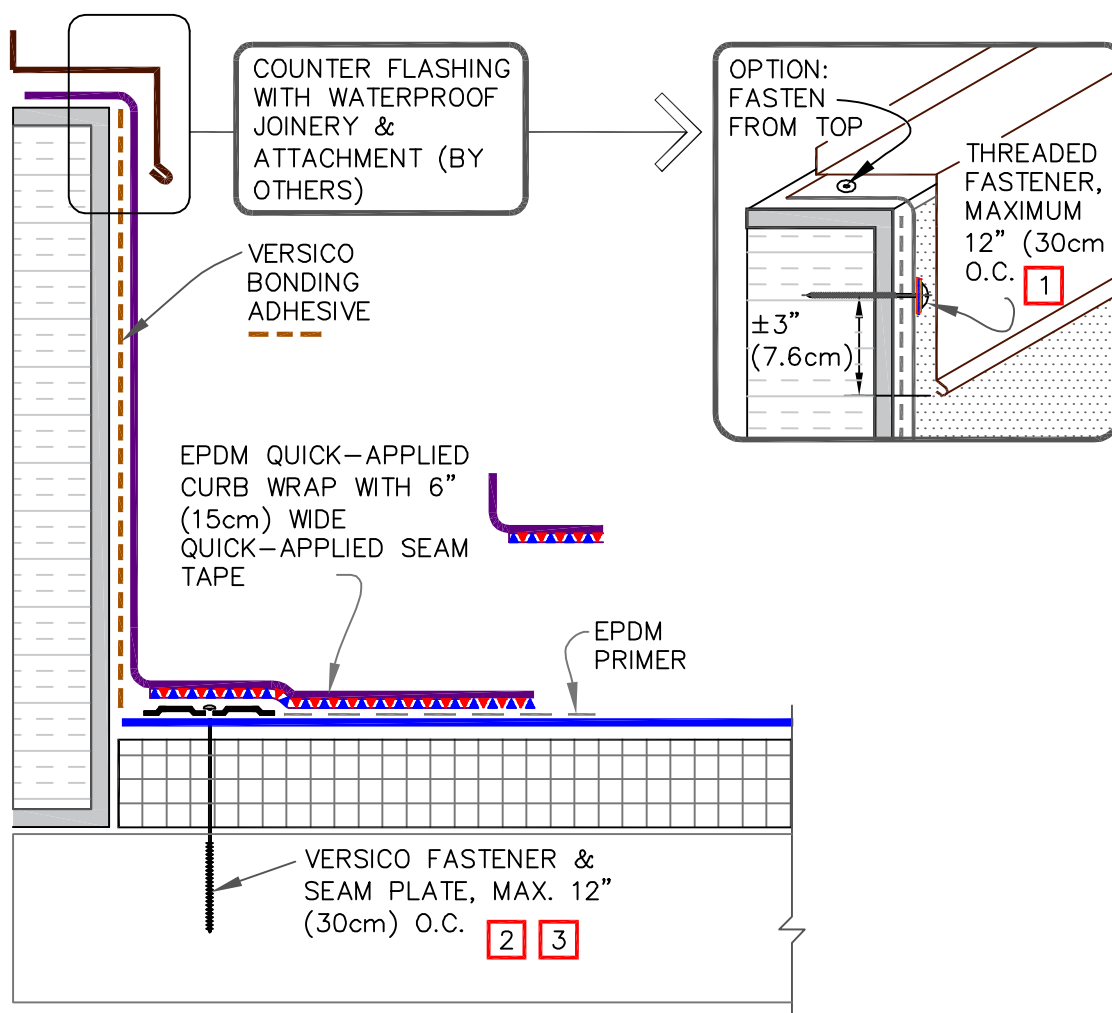 COUNTER FLASHING
WITH WATERPROOF
JOINERY &
ATTACHMENT (BY
OTHERS)
OPTION:
FASTEN
FROM TOP
THREADED
FASTENER,
MAXIMUM
12” (30cm
O.C. 1
±3”
(7.6cm)
VERSICO
BONDING
ADHESIVE
EPDM QUICK–APPLIED
CURB WRAP WITH 6”
(15cm) WIDE
QUICK–APPLIED SEAM
TAPE
EPDM
PRIMER
VERSICO FASTENER &
SEAM PLATE, MAX. 12”
(30cm) O.C. 2 3